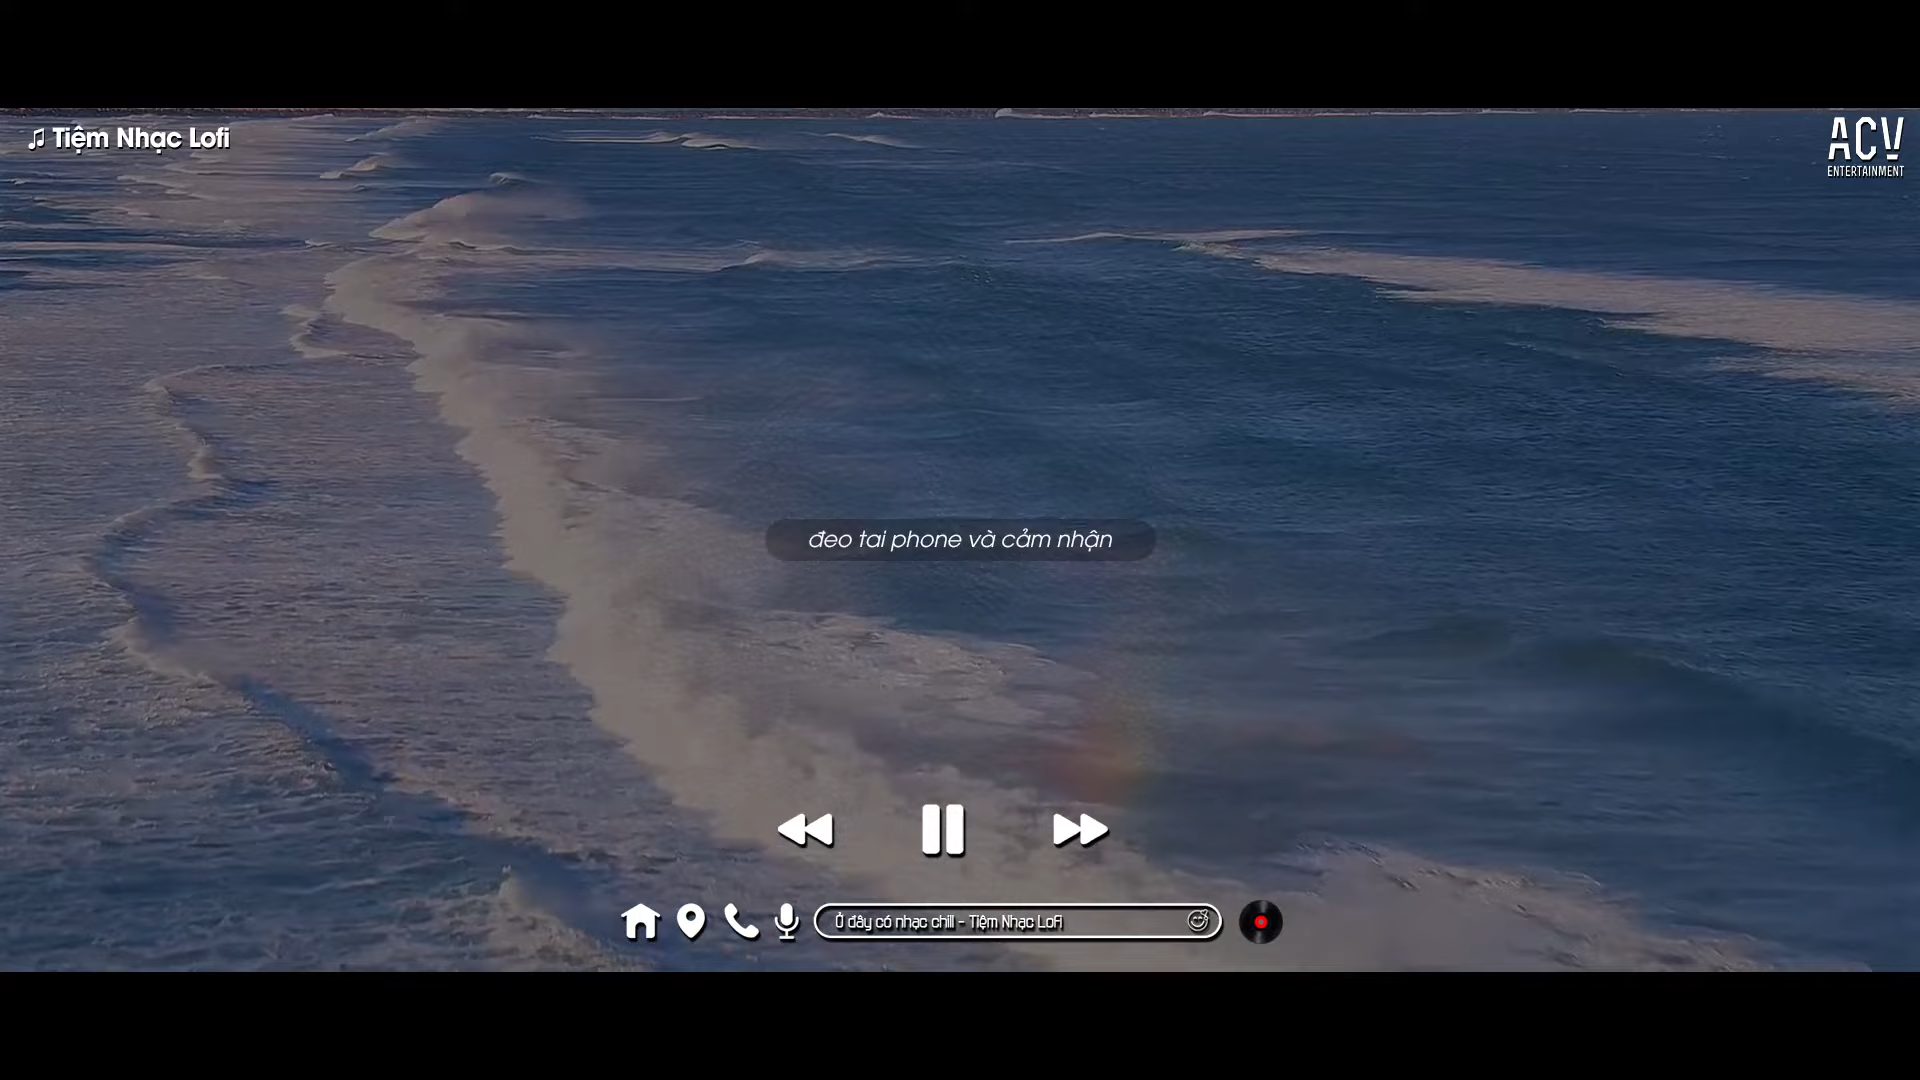 ♫ Tiệm Nhạc Lofi
ACV
ENTERTAINMENT
đeo tai phone và cảm nhận
Ở đây có nhạc chill - Tiệm Nhạc Lofi